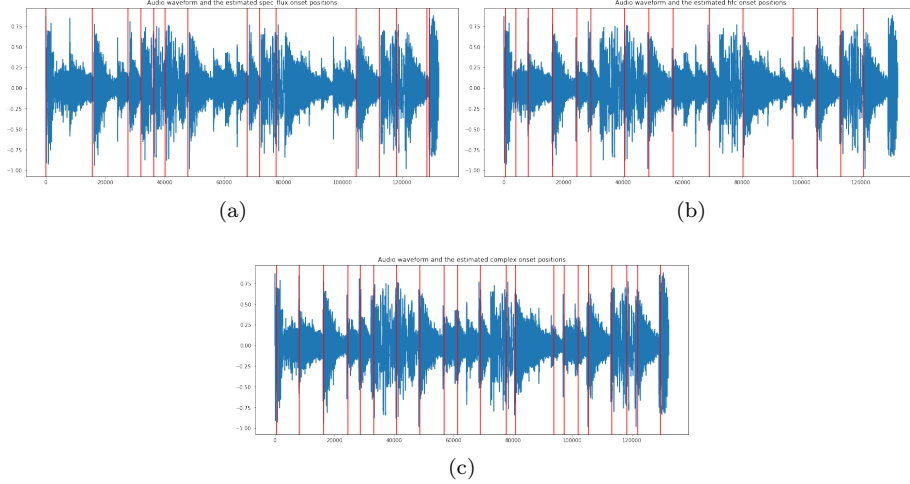 Audio waveform and the estimated spec_flux onset positions
0.75
0.50
0.25
0.00
−0.25
−0.50
−0.75
−1.00
0 20000 40000 60000 80000 100000 120000
(a)
Audio waveform and the estimated hfc onset positions
0.75
0.50
0.25
0.00
−0.25
−0.50
−0.75
−1.00
0 20000 40000 60000 80000 100000 120000
(b)
Audio waveform and the estimated complex onset positions
0.75
0.50
0.25
0.00
−0.25
−0.50
−0.75
−1.00
0 20000 40000 60000 80000 100000 120000
(c)